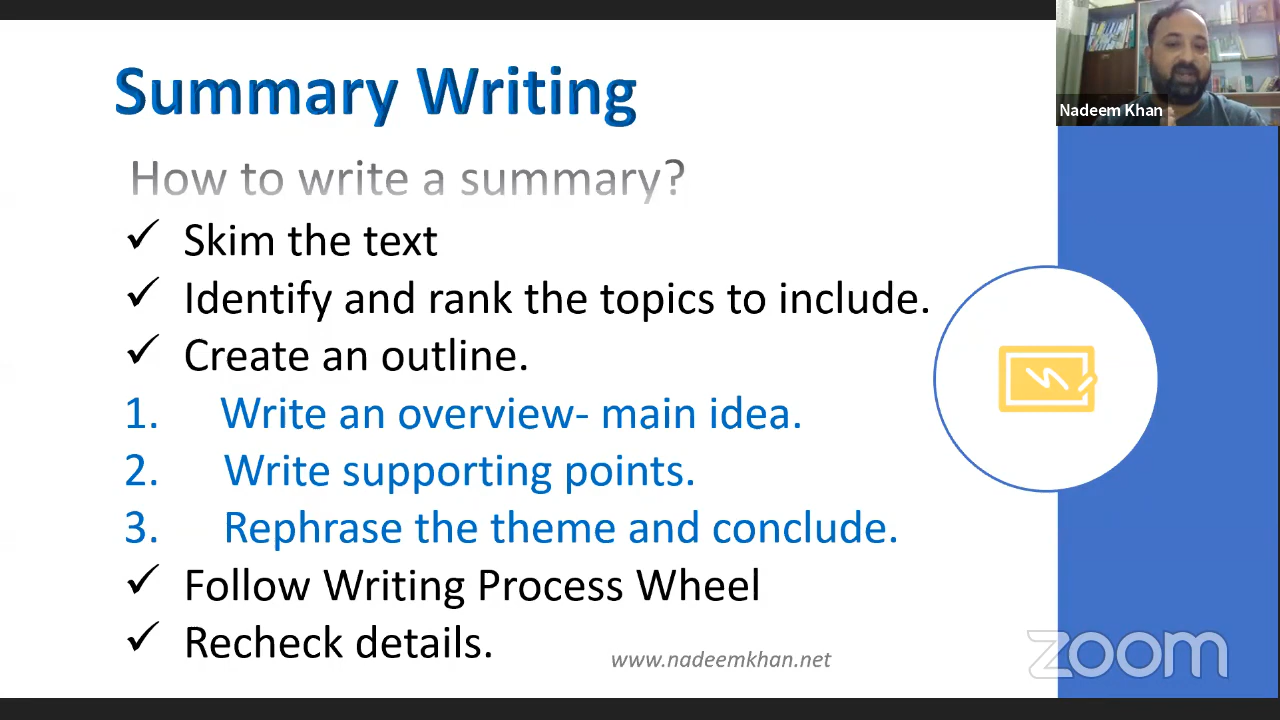 Summary Writing
How to write a summary?
✓ Skim the text
✓ Identify and rank the topics to include.
✓ Create an outline.
1. Write an overview- main idea.
2. Write supporting points.
3. Rephrase the theme and conclude.
✓ Follow Writing Process Wheel
✓ Recheck details.
www.nadeemkhan.net
Nadeem Khan
zoom